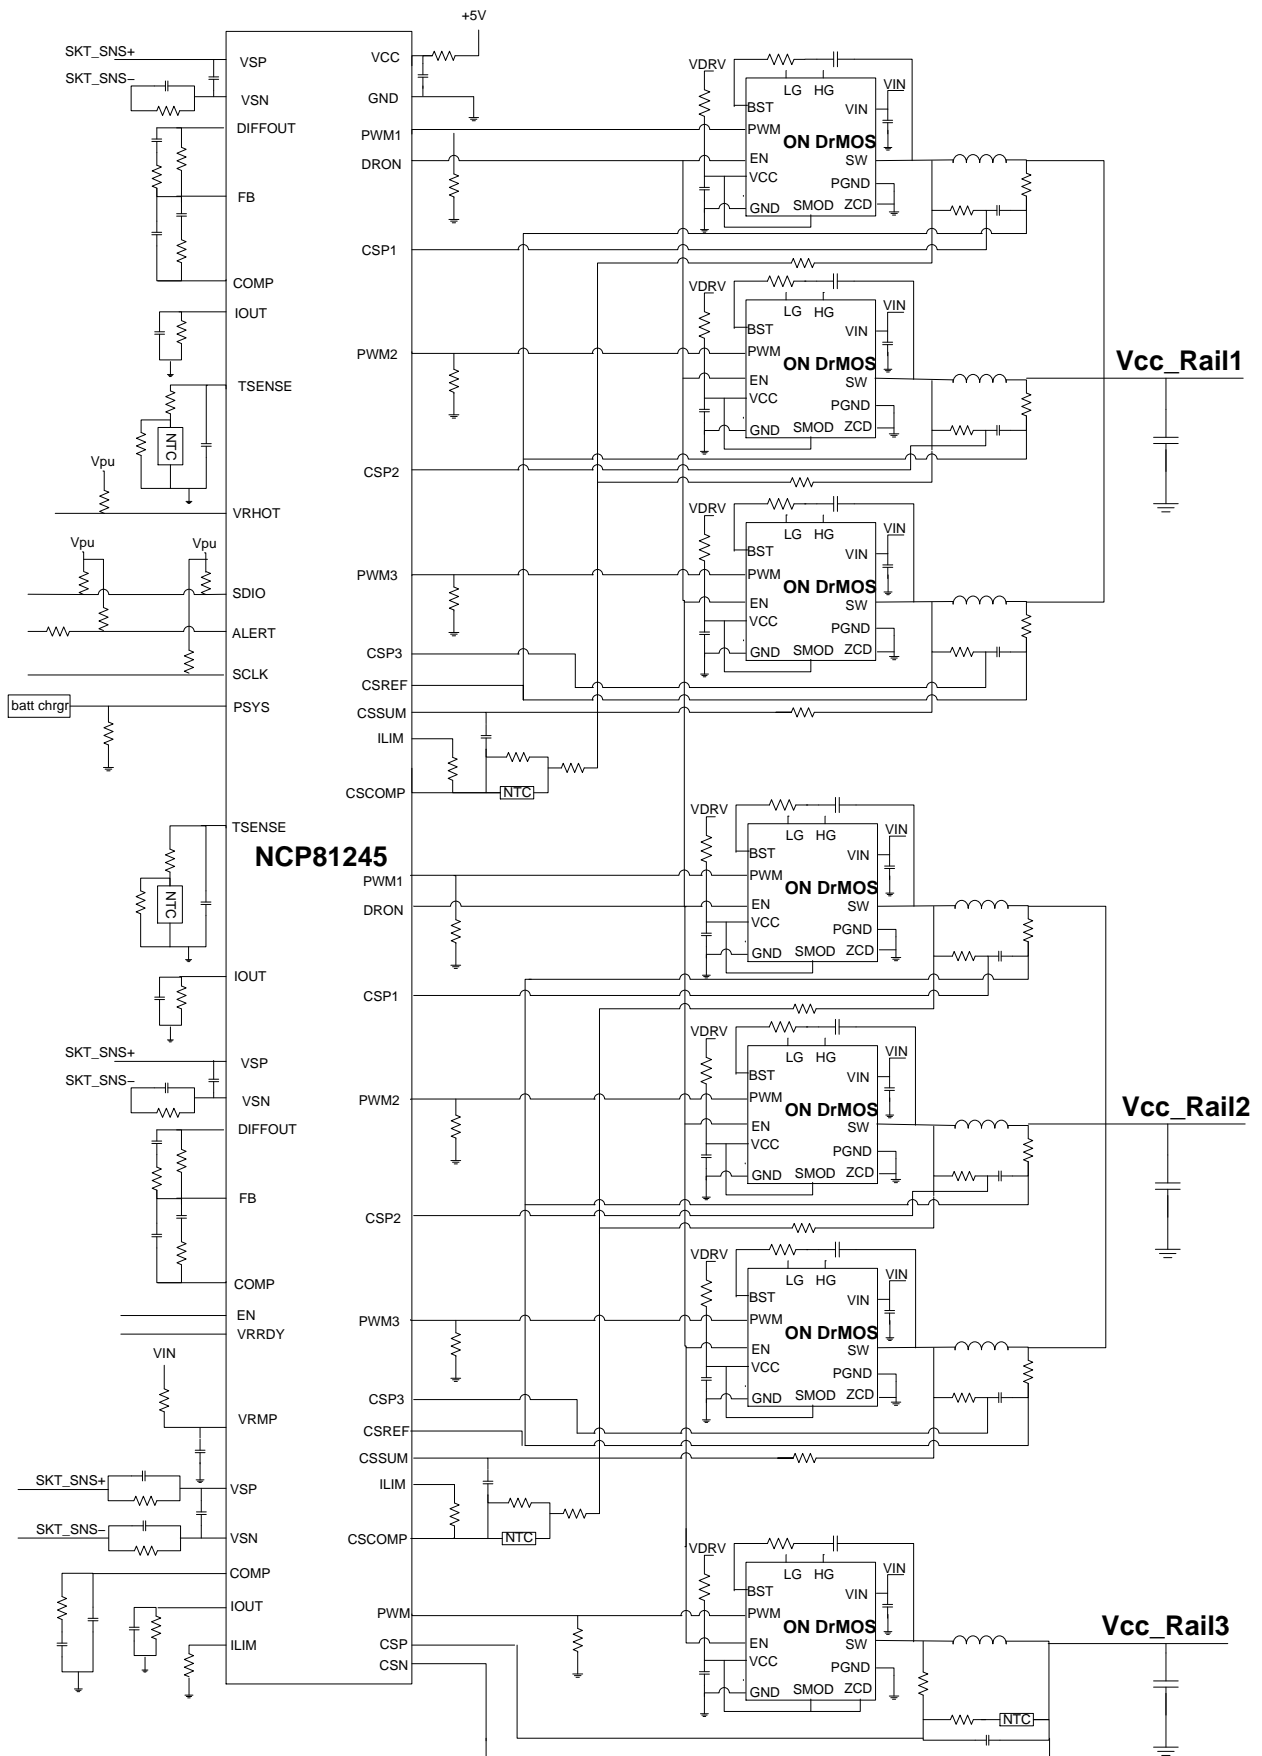 +5V
SKT_SNS+
SKT_SNS−
VSP
VSN
DIFFOUT
FB
COMP
IOUT
TSENSE
NTC
Vpu
VRHOT
Vpu
Vpu
SDIO
ALERT
SCLK
batt chrgr
PSYS
TSENSE
NTC
IOUT
SKT_SNS+
SKT_SNS−
VSP
VSN
DIFFOUT
FB
COMP
EN
VRRDY
VIN
VRMP
SKT_SNS+
VSP
SKT_SNS−
VSN
COMP
IOUT
ILIM
NCP81245
VCC
GND
PWM1
DRON
CSP1
PWM2
CSP2
PWM3
CSP3
CSREF
CSSUM
ILIM
CSCOMP
NTC
PWM1
DRON
CSP1
PWM2
CSP2
PWM3
CSP3
CSREF
CSSUM
ILIM
CSCOMP
NTC
PWM
CSP
CSN
VDRV
LG HG
VIN
BST
VIN
PWM
ON DrMOS
EN
SW
VCC
PGND
GND
SMOD
ZCD
VDRV
LG HG
VIN
BST
VIN
PWM
ON DrMOS
EN
SW
VCC
PGND
GND
SMOD
ZCD
Vcc_Rail1
VDRV
LG HG
VIN
BST
VIN
PWM
ON DrMOS
EN
SW
VCC
PGND
GND
SMOD
ZCD
VDRV
LG HG
VIN
BST
VIN
PWM
ON DrMOS
EN
SW
VCC
PGND
GND
SMOD
ZCD
VDRV
LG HG
VIN
BST
VIN
PWM
ON DrMOS
EN
SW
VCC
PGND
GND
SMOD
ZCD
Vcc_Rail2
VDRV
LG HG
VIN
BST
VIN
PWM
ON DrMOS
EN
SW
VCC
PGND
GND
SMOD
ZCD
VDRV
LG HG
VIN
BST
VIN
PWM
ON DrMOS
EN
SW
VCC
PGND
GND
SMOD
ZCD
Vcc_Rail3
NTC